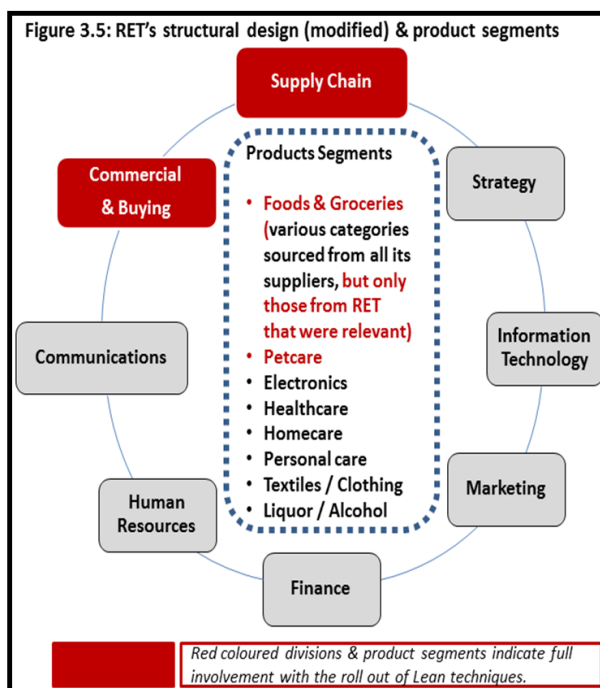 Figure 3.5: RET's structural design (modified) & product segments
Supply Chain
Commercial
& Buying
Strategy
Communications
Information
Technology
Human
Resources
Marketing
Finance
Products Segments
• Foods & Groceries
(various categories
sourced from all its
suppliers, but only
those from RET
that were relevant)
• Petcare
• Electronics
• Healthcare
• Homecare
• Personal care
• Textiles / Clothing
• Liquor / Alcohol
Red coloured divisions & product segments indicate full
involvement with the roll out of Lean techniques.